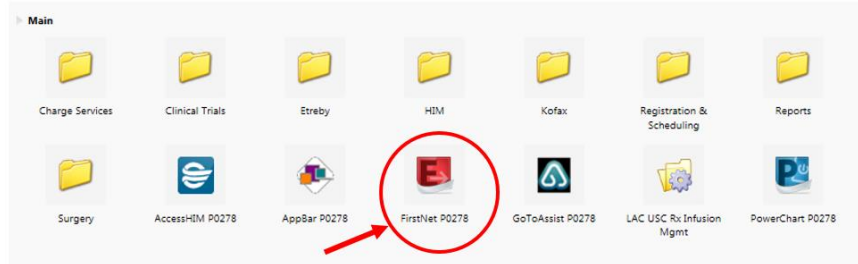 Main
Charge Services
Clinical Trials
Etreby
HIM
Kofax
Registration &
Scheduling
Reports
Surgery
AccessHIM P0278
AppBar P0278
FirstNet P0278
GoToAssist P0278
LAC USC Rx Infusion
Mgmt
PowerChart P0278